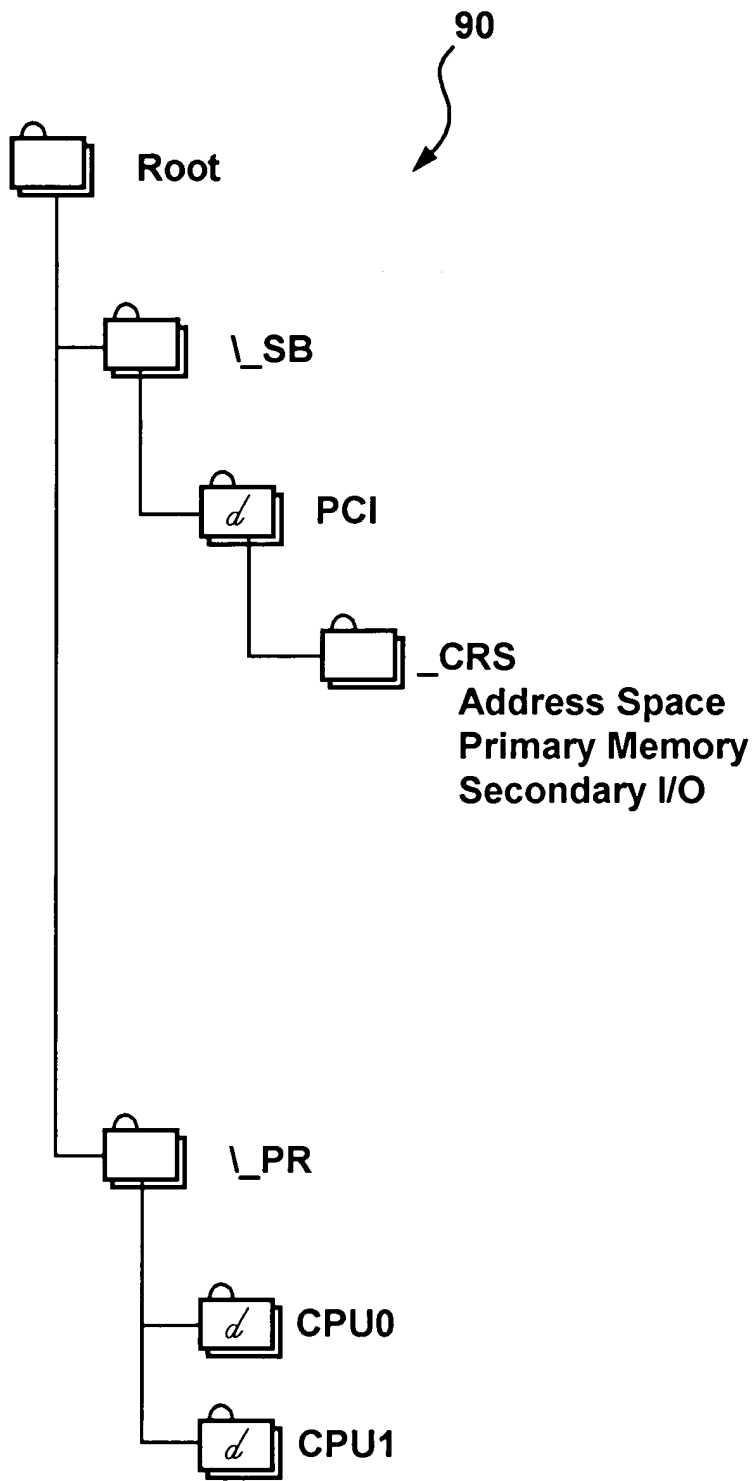 90
Root
\_SB
d PCI
_CRS
Address Space
Primary Memory
Secondary I/O
\_PR
d CPU0
d CPU1